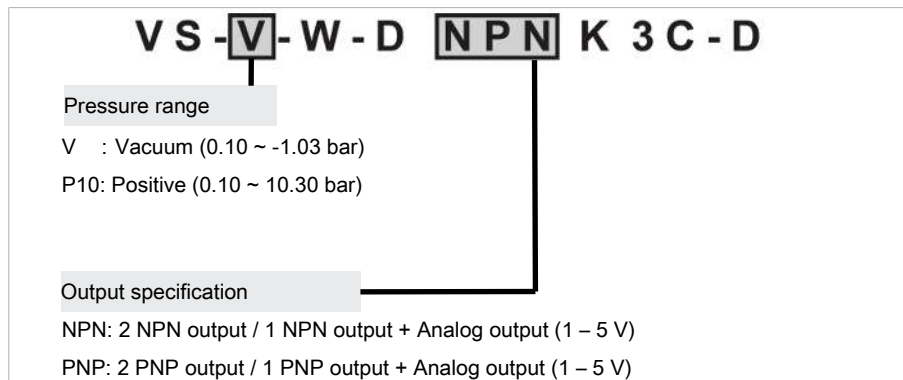 VS-V-W-D NPN K 3C-D
Pressure range
V : Vacuum (0.10 ~ -1.03 bar)
P10: Positive (0.10 ~ 10.30 bar)
Output specification
NPN: 2 NPN output / 1 NPN output + Analog output (1 – 5 V)
PNP: 2 PNP output / 1 PNP output + Analog output (1 – 5 V)